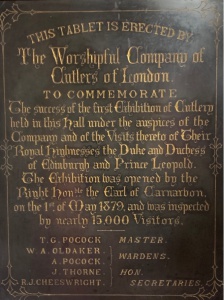 THIS TABLET IS ERECTED BY
The Worshipful Company of
Cutlers of London.
TO COMMEMORATE
The success of the first Exhibition of Cutlery
held in this Hall under the auspices of the
Company and of the Visits thereto of Their
Royal Highnesses the Duke and Duchess
of Edinburgh and Prince Leopold.
The Exhibition was opened by the
Right Honble the Earl of Carnarvon,
on the 1st of May 1879, and was inspected
by nearly 15,000 Visitors.
T. G. POCOCK MASTER.
W. A. OLDAKER.
A. POCOCK. WARDENS.
J. THORNE HON.
R. J. CHEESWRIGHT. SECRETARIES.